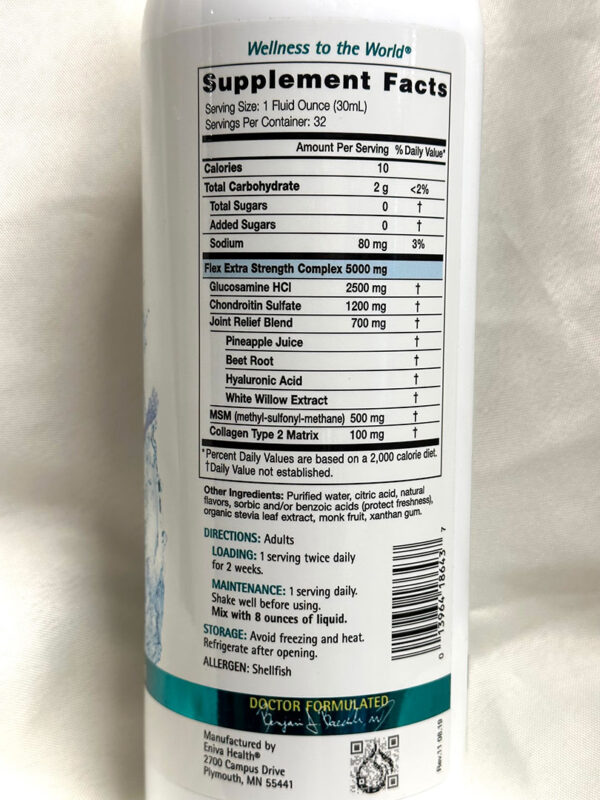 Wellness to the World®
Supplement Facts
Serving Size: 1 Fluid Ounce (30mL)
Servings Per Container: 32
Amount Per Serving % Daily Value*
Calories 10
Total Carbohydrate 2 g <2%
Total Sugars 0 †
Added Sugars 0 †
Sodium 80 mg 3%
Flex Extra Strength Complex 5000 mg
Glucosamine HCl 2500 mg †
Chondroitin Sulfate 1200 mg †
Joint Relief Blend 700 mg †
Pineapple Juice †
Beet Root †
Hyaluronic Acid †
White Willow Extract †
MSM (methyl-sulfonyl-methane) 500 mg †
Collagen Type 2 Matrix 100 mg †
*Percent Daily Values are based on a 2,000 calorie diet.
†Daily Value not established.
Other Ingredients: Purified water, citric acid, natural
flavors, sorbic and/or benzoic acids (protect freshness),
organic stevia leaf extract, monk fruit, xanthan gum.
DIRECTIONS: Adults
LOADING: 1 serving twice daily
for 2 weeks.
MAINTENANCE: 1 serving daily.
Shake well before using.
Mix with 8 ounces of liquid.
STORAGE: Avoid freezing and heat.
Refrigerate after opening.
ALLERGEN: Shellfish
0 13964 18643 7
DOCTOR FORMULATED
Manufactured by
Eniva Health®
2700 Campus Drive
Plymouth, MN 55441
Rev.11 08.19